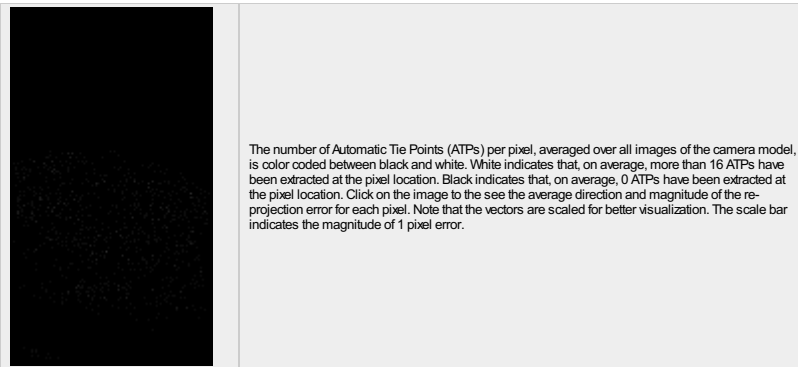 The number of Automatic Tie Points (ATPs) per pixel, averaged over all images of the camera model,
is color coded between black and white. White indicates that, on average, more than 16 ATPs have
been extracted at the pixel location. Black indicates that, on average, 0 ATPs have been extracted at
the pixel location. Click on the image to the see the average direction and magnitude of the re-
projection error for each pixel. Note that the vectors are scaled for better visualization. The scale bar
indicates the magnitude of 1 pixel error.